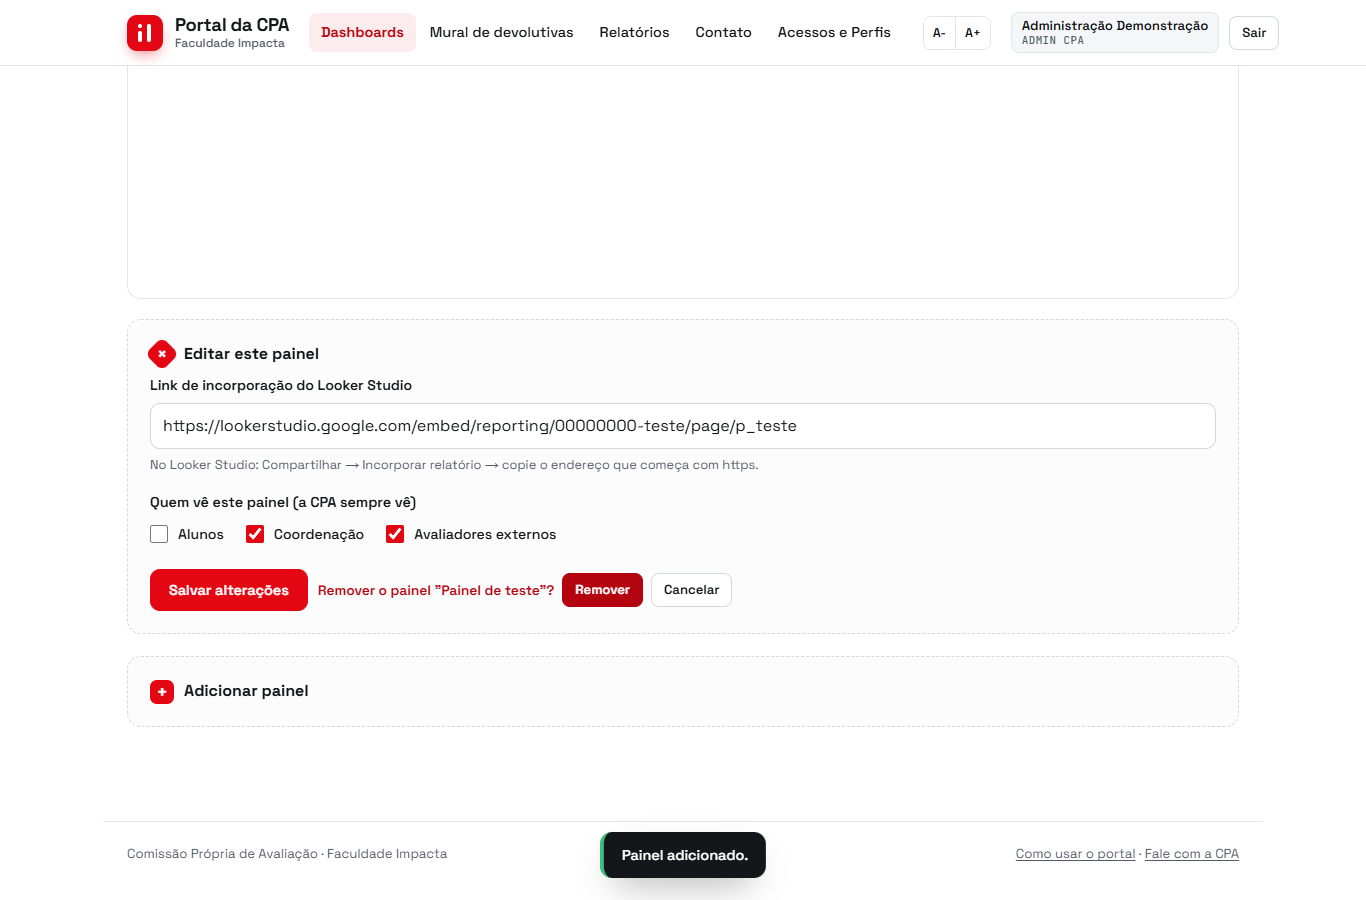 Portal da CPA
Faculdade Impacta
Dashboards
Mural de devolutivas
Relatórios
Contato
Acessos e Perfis
A-
A+
Administração Demonstração
ADMIN CPA
Sair
Editar este painel
Link de incorporação do Looker Studio
https://lookerstudio.google.com/embed/reporting/00000000-teste/page/p_teste
No Looker Studio: Compartilhar → Incorporar relatório → copie o endereço que começa com https.
Quem vê este painel (a CPA sempre vê)
Alunos
Coordenação
Avaliadores externos
Salvar alterações
Remover o painel "Painel de teste"?
Remover
Cancelar
Adicionar painel
Comissão Própria de Avaliação · Faculdade Impacta
Painel adicionado.
Como usar o portal · Fale com a CPA